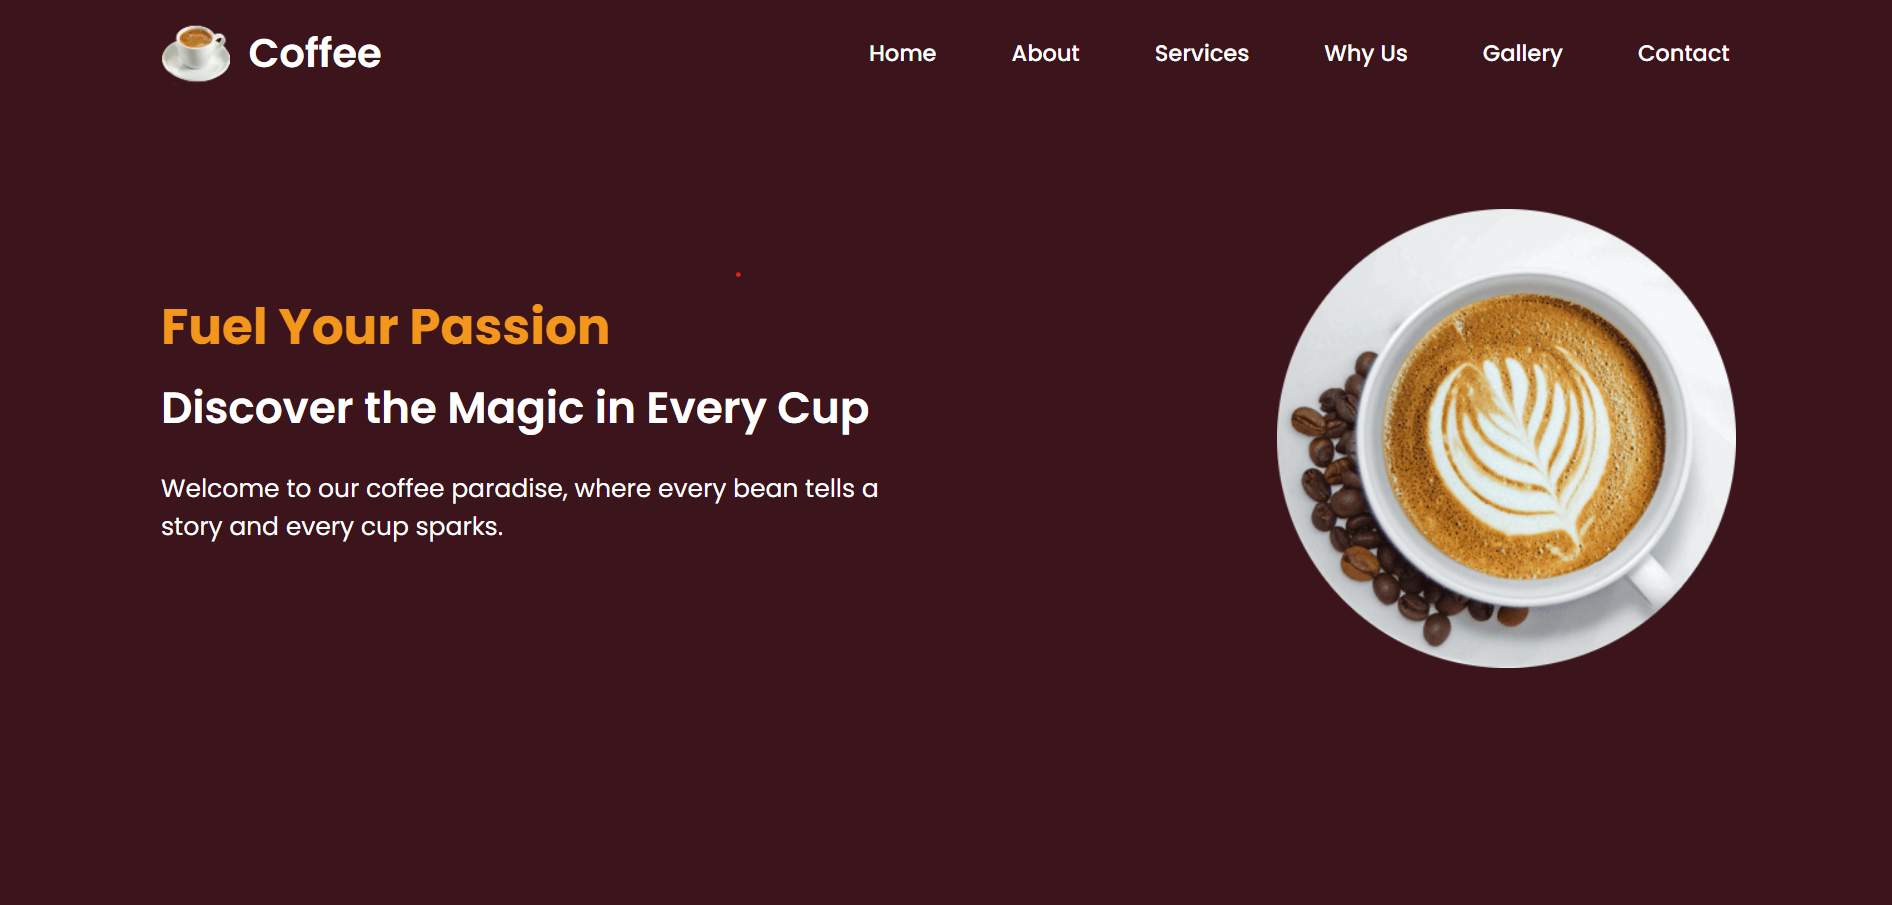 Coffee
Home About Services Why Us Gallery Contact
Fuel Your Passion
Discover the Magic in Every Cup
Welcome to our coffee paradise, where every bean tells a
story and every cup sparks.